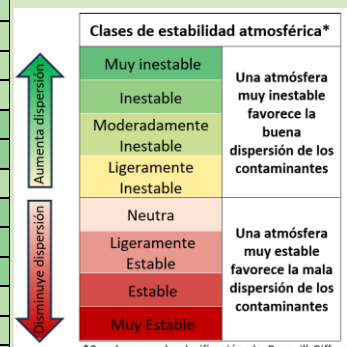 Clases de estabilidad atmosférica*
Aumenta dispersión
Muy inestable
Inestable
Moderadamente
Inestable
Ligeramente
Inestable
Una atmósfera
muy inestable
favorece la
buena
dispersión de los
contaminantes
Disminuye dispersión
Neutra
Ligeramente
Estable
Estable
Muy Estable
Una atmósfera
muy estable
favorece la mala
dispersión de los
contaminantes